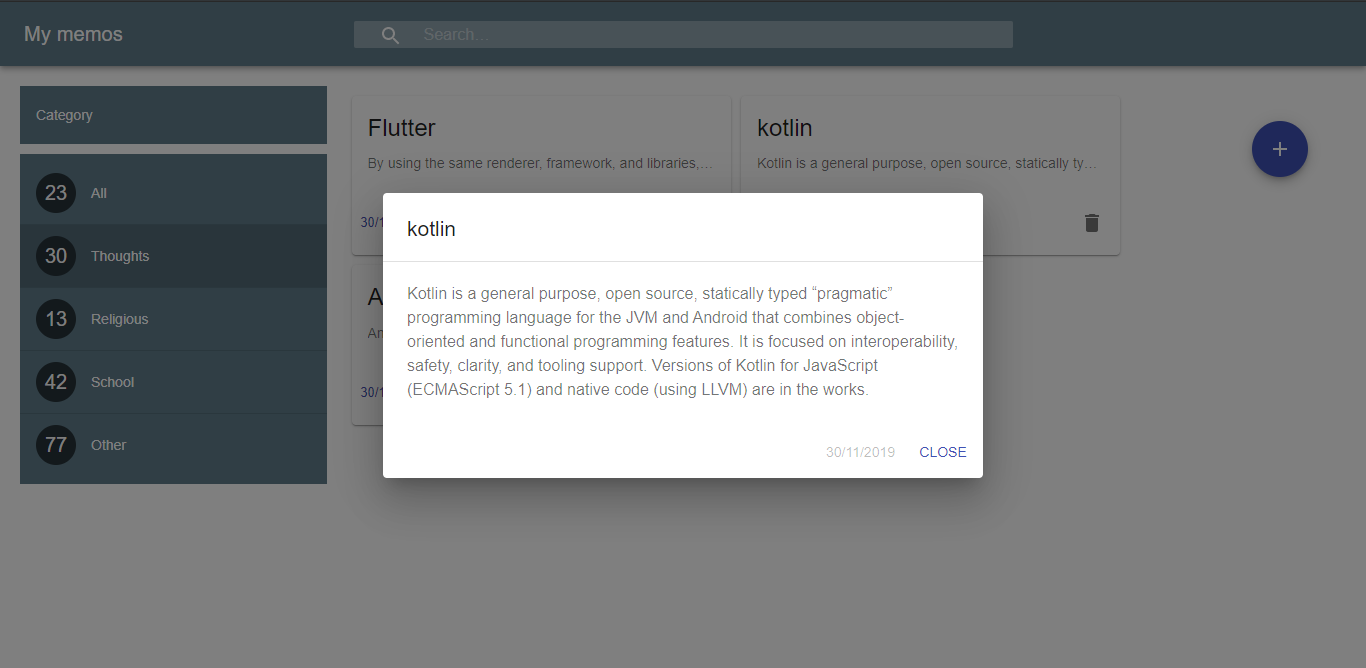 My memos
Search…
Category
23 All
30 Thoughts
13 Religious
42 School
77 Other
Flutter
By using the same renderer, framework, and libraries,…
30/1
kotlin
Kotlin is a general purpose, open source, statically ty…
A
An
30/1
kotlin
Kotlin is a general purpose, open source, statically typed “pragmatic”
programming language for the JVM and Android that combines object-
oriented and functional programming features. It is focused on interoperability,
safety, clarity, and tooling support. Versions of Kotlin for JavaScript
(ECMAScript 5.1) and native code (using LLVM) are in the works.
30/11/2019 CLOSE